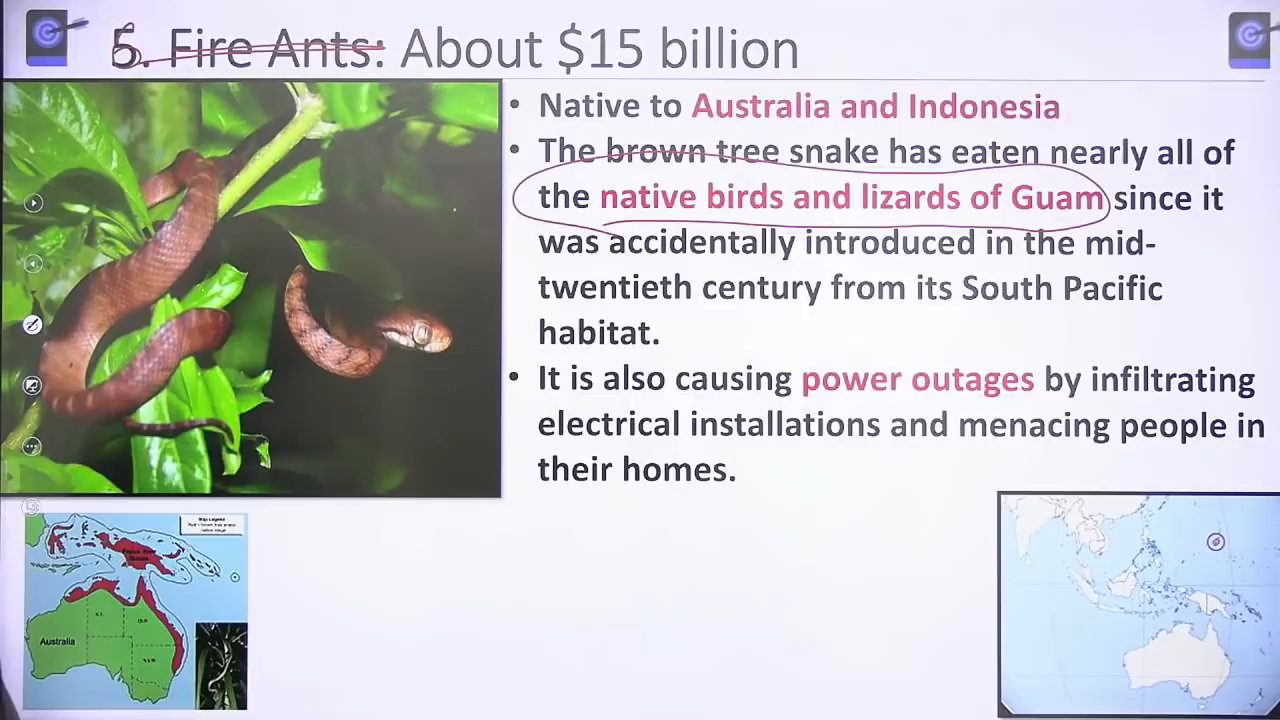 5. Fire Ants: About $15 billion
• Native to Australia and Indonesia
• The brown tree snake has eaten nearly all of
the native birds and lizards of Guam since it
was accidentally introduced in the mid-
twentieth century from its South Pacific
habitat.
• It is also causing power outages by infiltrating
electrical installations and menacing people in
their homes.
Map Legend
Australia